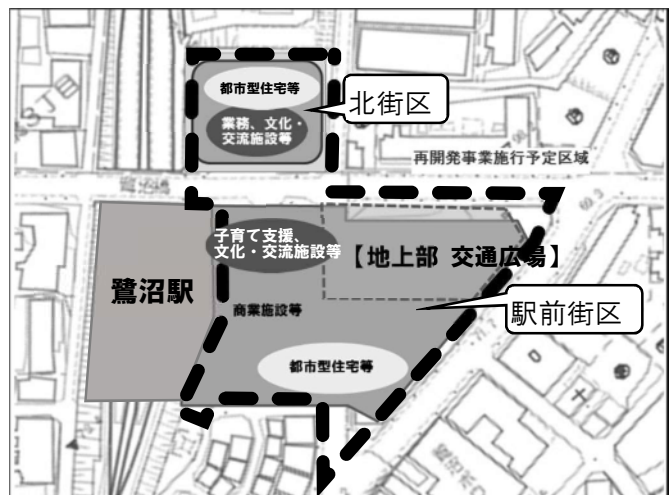 都市型住宅等
業務、文化・
交流施設等
北街区
再開発事業施行予定区域
子育て支援、
文化・交流施設等
【地上部 交通広場】
鷺沼駅
商業施設等
駅前街区
都市型住宅等